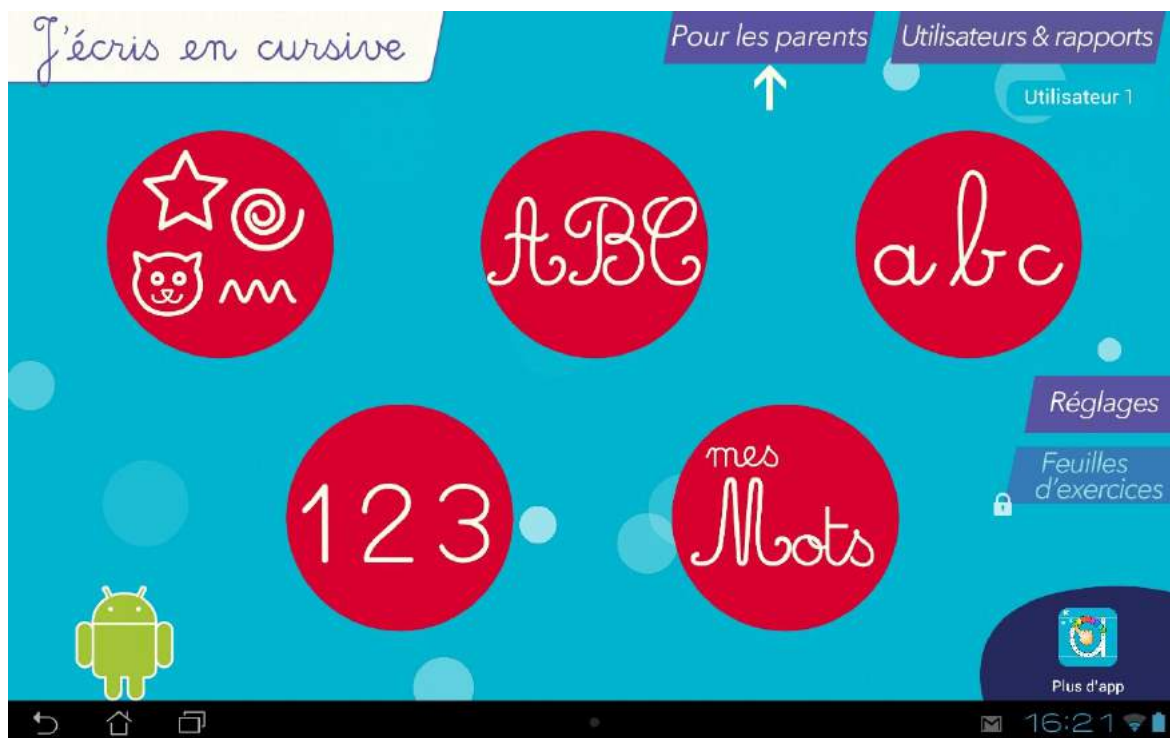 J'écris en cursive
Pour les parents
Utilisateurs & rapports
Utilisateur 1
ABC
abc
Réglages
Feuilles
d'exercices
123
mes
Mots
Plus d'app
16:21